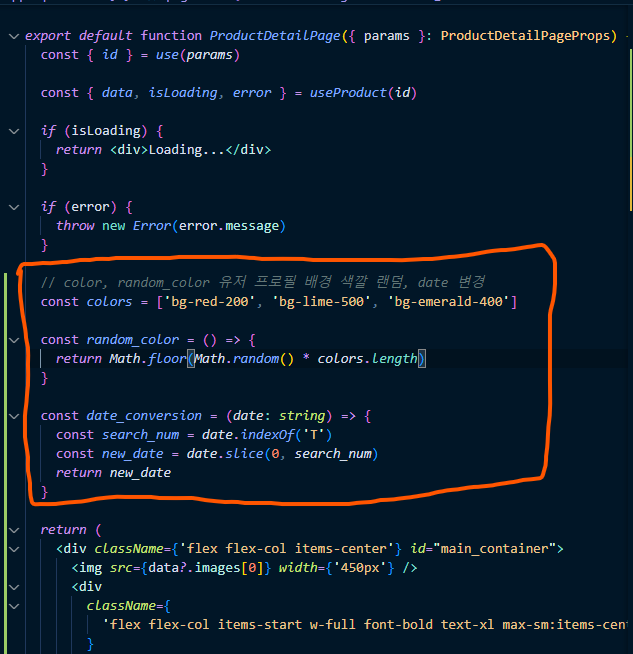 export default function ProductDetailPage({ params }: ProductDetailPageProps)
const { id } = use(params)
const { data, isLoading, error } = useProduct(id)
if (isLoading) {
return <div>Loading...</div>
}
if (error) {
throw new Error(error.message)
}
// color, random_color 유저 프로필 배경 색깔 랜덤, date 변경
const colors = ['bg-red-200', 'bg-lime-500', 'bg-emerald-400']
const random_color = () => {
return Math.floor(Math.random() * colors.length)
}
const date_conversion = (date: string) => {
const search_num = date.indexOf('T')
const new_date = date.slice(0, search_num)
return new_date
}
return (
<div className={'flex flex-col items-center'} id="main_container">
<img src={data?.images[0]} width={'450px'} />
<div
className={
'flex flex-col items-start w-full font-bold text-xl max-sm:items-cen
}